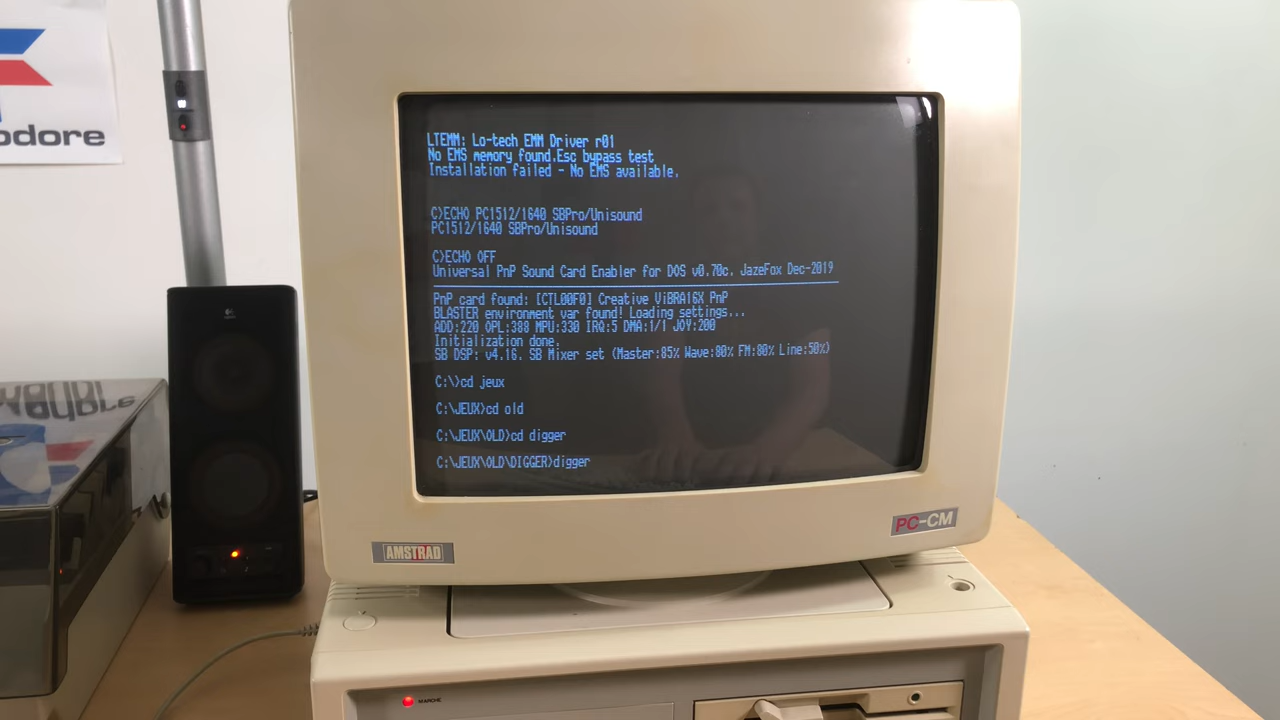 odore
LTEMM: Lo-tech EMM Driver r01
No EMS memory found.Esc bypass test
Installation failed - No EMS available.
C>ECHO PC1512/1640 SBPro/Unisound
PC1512/1640 SBPro/Unisound
C>ECHO OFF
Universal PnP Sound Card Enabler for DOS v0.70c. JazeFox Dec-2019
PnP card found: [CTL00F0] Creative ViBRA16X PnP
BLASTER environment var found! Loading settings...
ADD:220 OPL:388 MPU:330 IRQ:5 DMA:1/1 JOY:200
Initialization done.
SB DSP: v4.16. SB Mixer set (Master:85% Wave:80% FM:80% Line:50%)
C:\>cd jeux
C:\JEUX>cd old
C:\JEUX\OLD>cd digger
C:\JEUX\OLD\DIGGER>digger
AMSTRAD
PC-CM
MARCHE